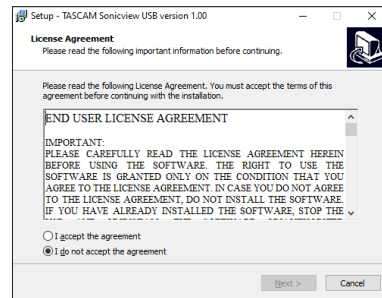 Setup - TASCAM Sonicview USB version 1.00
License Agreement
Please read the following important information before continuing.
Please read the following License Agreement. You must accept the terms of this
agreement before continuing with the installation.
END USER LICENSE AGREEMENT
IMPORTANT:
PLEASE CAREFULLY READ THE LICENSE AGREEMENT HEREIN
BEFORE USING THE SOFTWARE. THE RIGHT TO USE THE
SOFTWARE IS GRANTED ONLY ON THE CONDITION THAT YOU
AGREE TO THE LICENSE AGREEMENT. IN CASE YOU DO NOT AGREE
TO THE LICENSE AGREEMENT, DO NOT INSTALL THE SOFTWARE.
IF YOU HAVE ALREADY INSTALLED THE SOFTWARE, STOP THE
I accept the agreement
I do not accept the agreement
Next >
Cancel